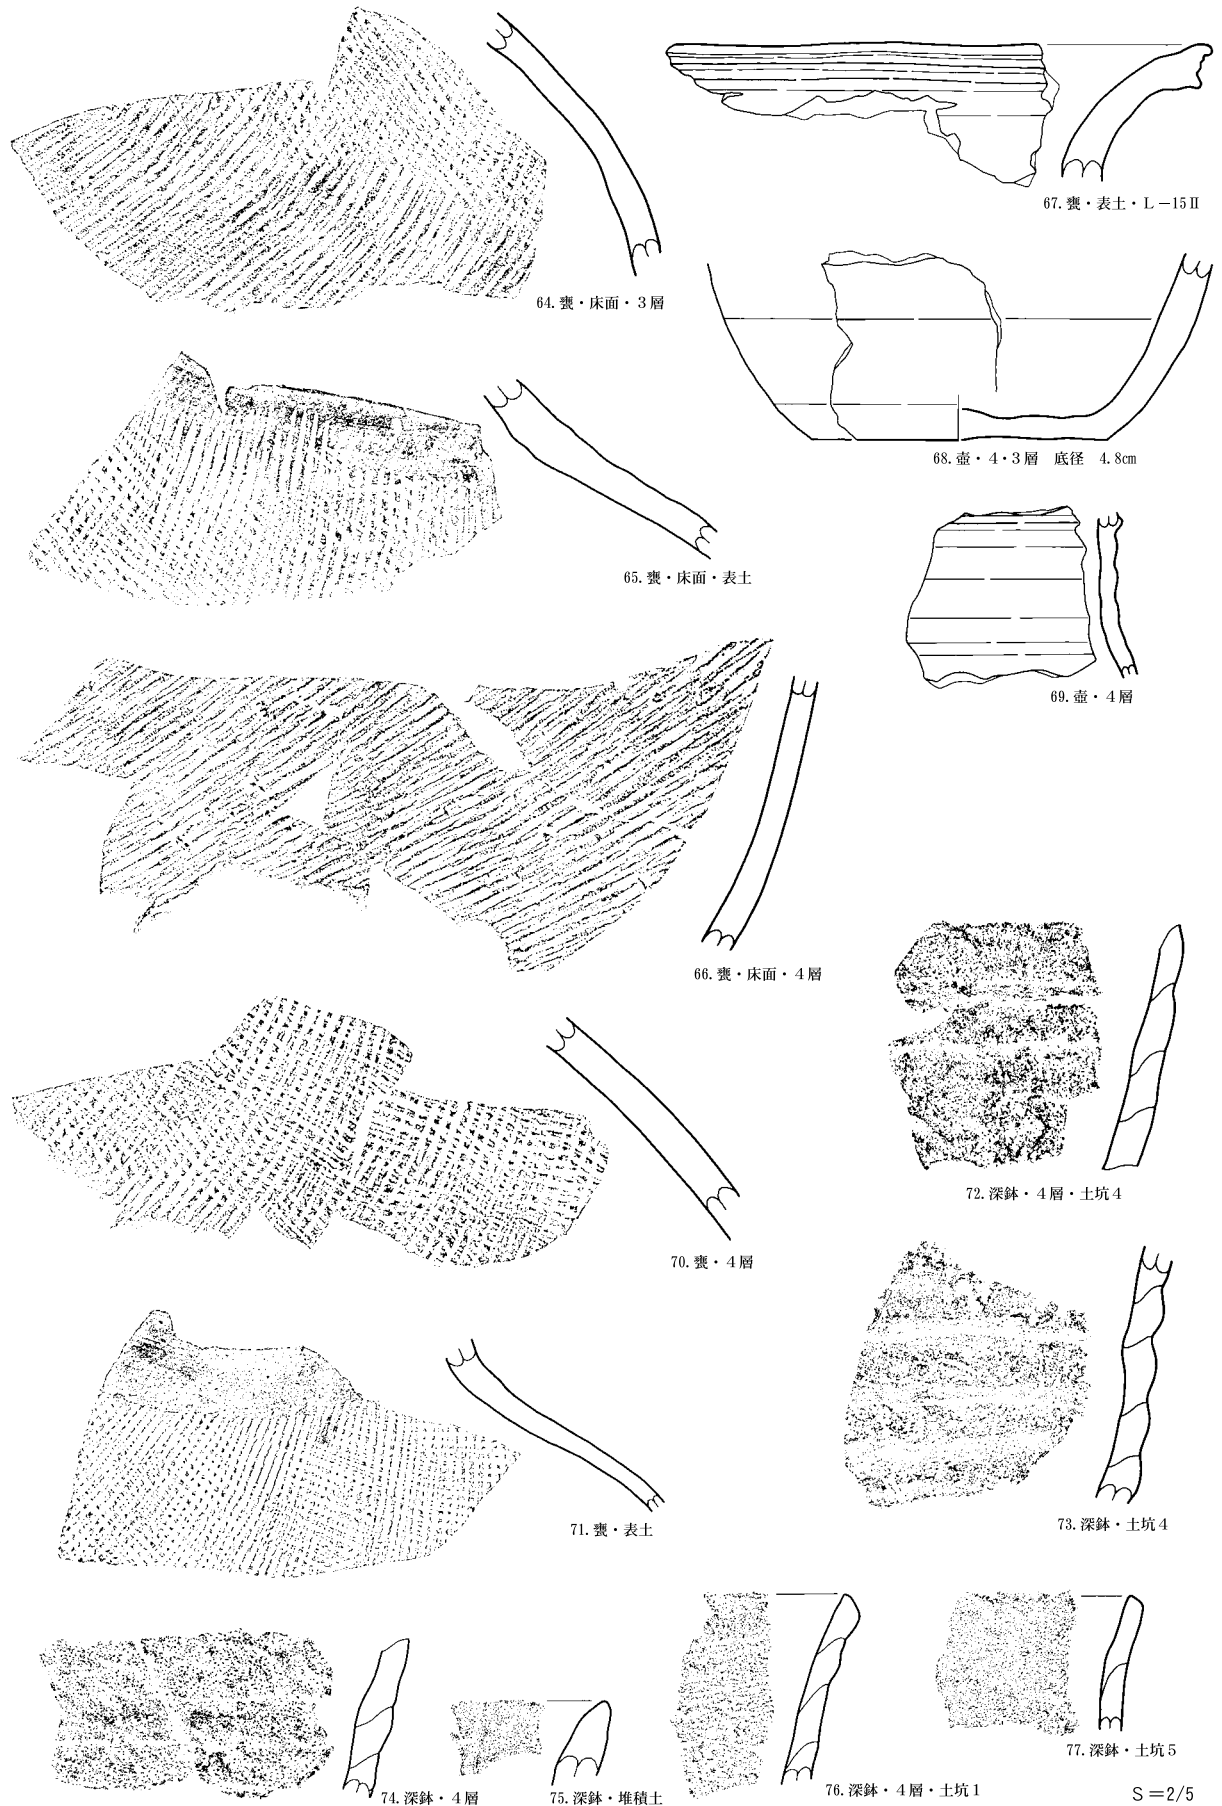 64.甕・床面・3層
67.甕・表土・L－15Ⅱ
68.壺・4・3層　底径　4.8cm
65.甕・床面・表土
69.壺・4層
66.甕・床面・4層
72.深鉢・4層・土坑4
70.甕・4層
73.深鉢・土坑4
71.甕・表土
77.深鉢・土坑5
74.深鉢・4層
75.深鉢・堆積土
76.深鉢・4層・土坑1
S＝2/5